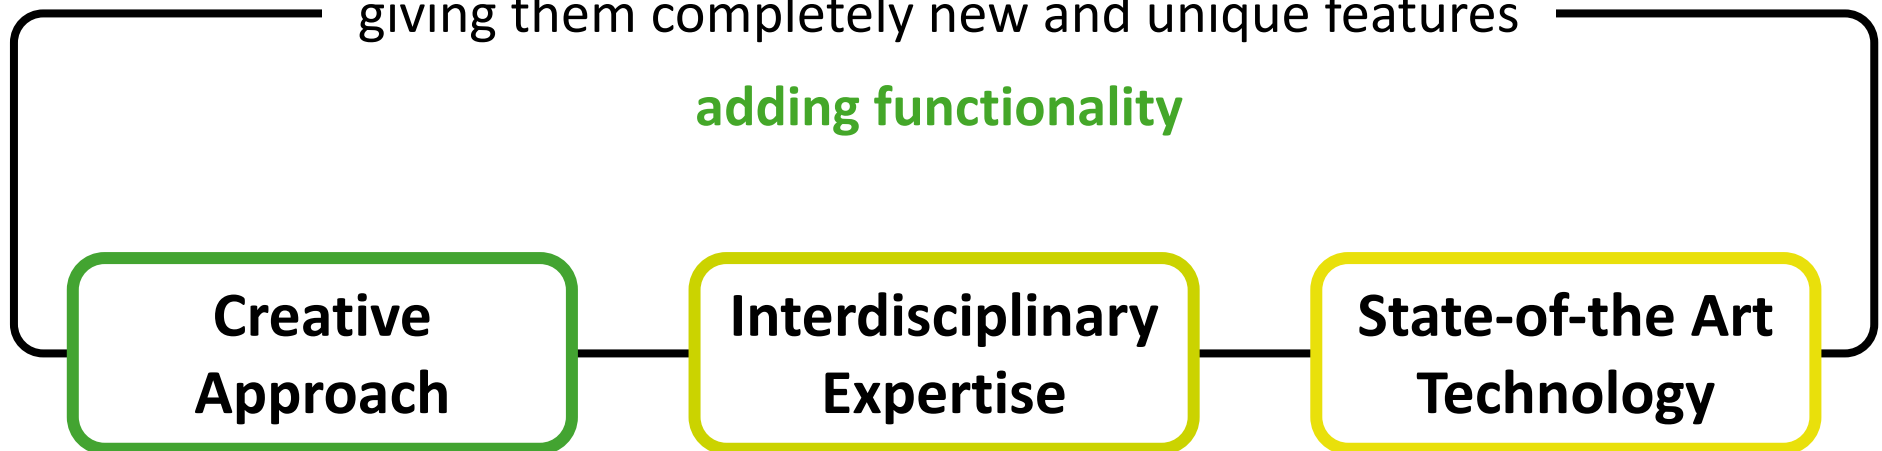 giving them completely new and unique features
adding functionality
Creative
Approach
Interdisciplinary
Expertise
State-of-the Art
Technology